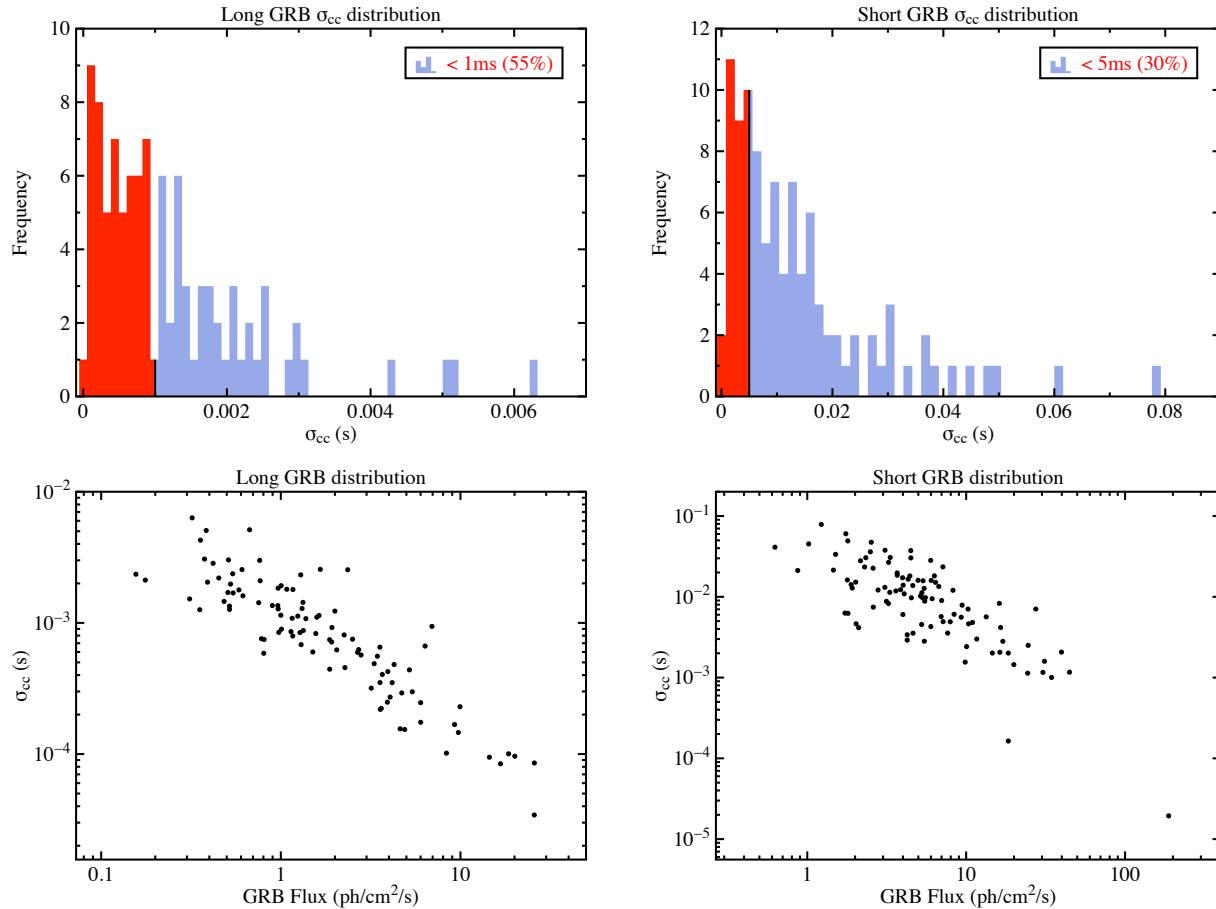 Long GRB σcc distribution
< 1ms (55%)
10
8
6
4
2
0
Frequency
0
0.002
0.004
0.006
σcc (s)
Short GRB σcc distribution
< 5ms (30%)
12
10
8
6
4
2
0
Frequency
0
0.02
0.04
0.06
0.08
σcc (s)
Long GRB distribution
10⁻²
10⁻³
10⁻⁴
σcc (s)
0.1
1
10
GRB Flux (ph/cm²/s)
Short GRB distribution
10⁻¹
10⁻²
10⁻³
10⁻⁴
10⁻⁵
σcc (s)
1
10
100
GRB Flux (ph/cm²/s)